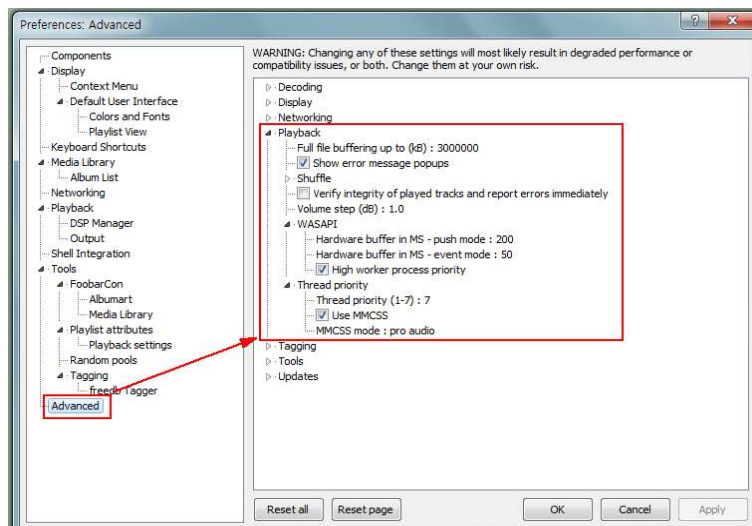 Preferences: Advanced
Components
Display
Context Menu
Default User Interface
Colors and Fonts
Playlist View
Keyboard Shortcuts
Media Library
Album List
Networking
Playback
DSP Manager
Output
Shell Integration
Tools
FoobarCon
Albumart
Media Library
Playlist attributes
Playback settings
Random pools
Tagging
freedb Tagger
Advanced
WARNING: Changing any of these settings will most likely result in degraded performance or
compatibility issues, or both. Change them at your own risk.
Decoding
Display
Networking
Playback
Full file buffering up to (kB) : 3000000
Show error message popups
Shuffle
Verify integrity of played tracks and report errors immediately
Volume step (dB) : 1.0
WASAPI
Hardware buffer in MS - push mode : 200
Hardware buffer in MS - event mode : 50
High worker process priority
Thread priority
Thread priority (1-7) : 7
Use MMCSS
MMCSS mode : pro audio
Tagging
Tools
Updates
Reset all
Reset page
OK
Cancel
Apply